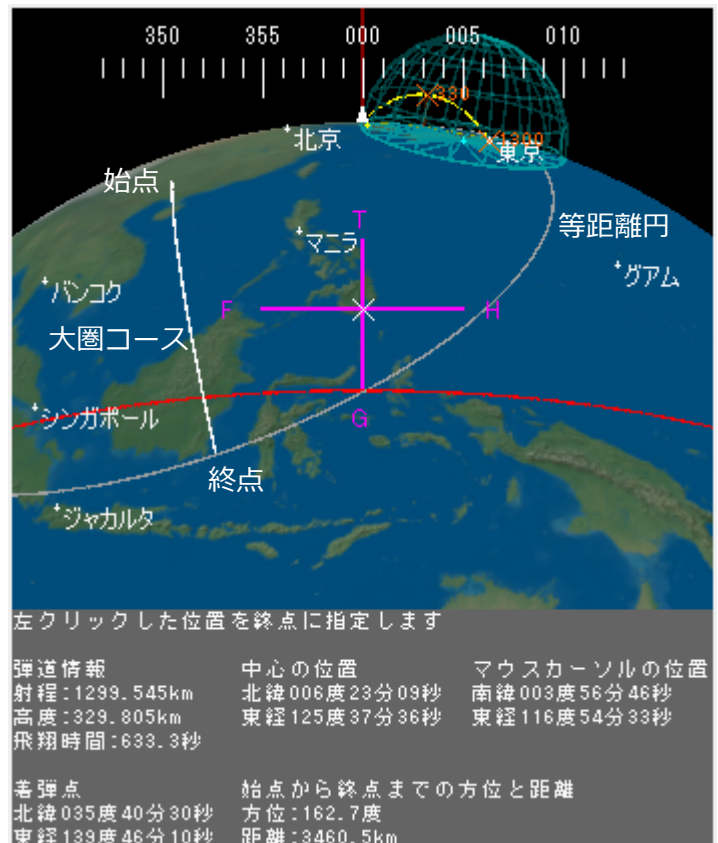 350 355 000 005 010
330
北京
1300
東京
始点
T
マニラ
等距離円
グアム
バンコク
F H
大圏コース
シンガポール
G
終点
ジャカルタ
左クリックした位置を終点に指定します
弾道情報 中心の位置 マウスカーソルの位置
射程:1299.545km 北緯006度23分09秒 南緯003度56分46秒
高度:329.805km 東経125度37分36秒 東経116度54分33秒
飛翔時間:633.3秒
着弾点 始点から終点までの方位と距離
北緯035度40分30秒 方位:162.7度
東経139度46分10秒 距離:3460.5km